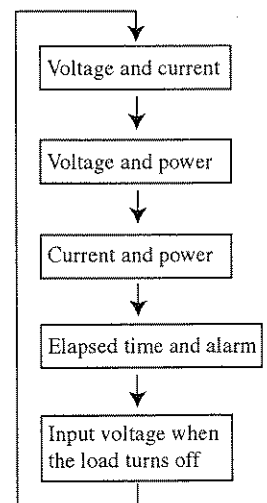 Voltage and current
Voltage and power
Current and power
Elapsed time and alarm
Input voltage when
the load turns off